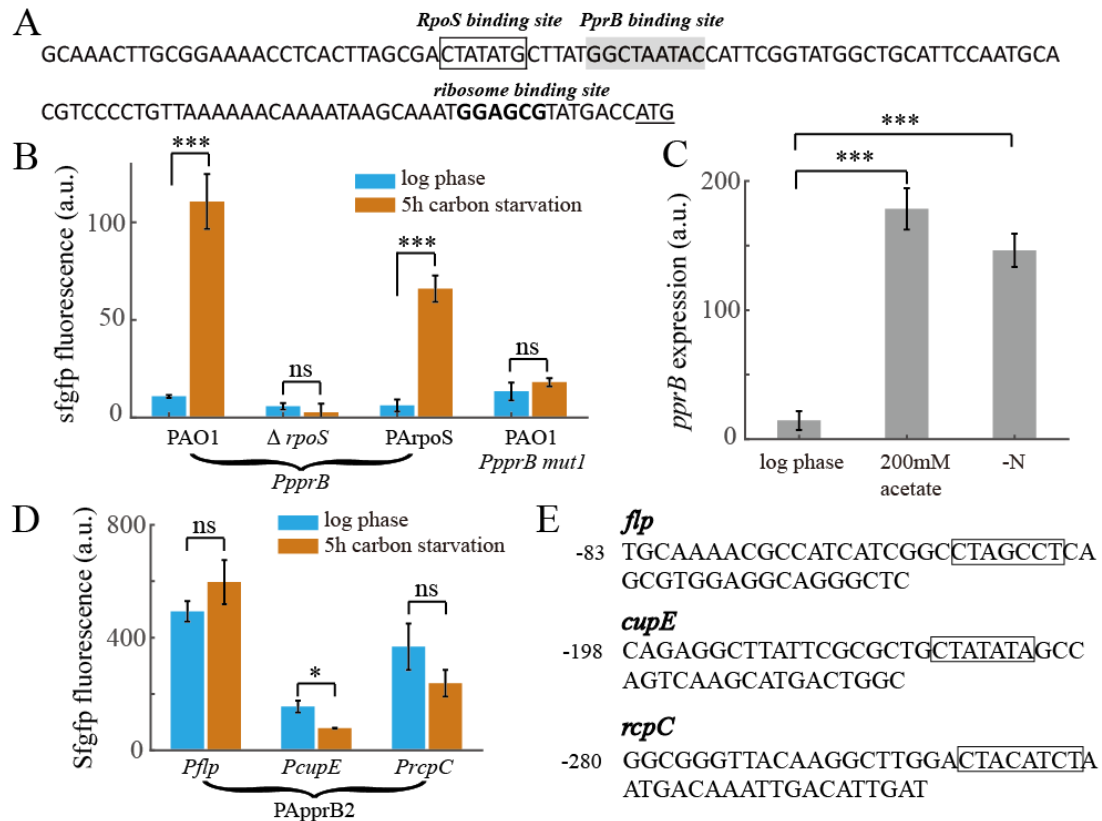 A
RpoS binding site PprB binding site
GCAAACTTGCGGAAAACCTCACTTAGCGACTATATGCTTATGGCTAATACCATTCGGTATGGCTGCATTCCAATGCA
ribosome binding site
CGTCCCCTGTTAAAAAACAAAATAAGCAAATGGAGCGTATGACCATG
B
sfgfp fluorescence (a.u.)
100
50
0
***
ns
***
ns
log phase
5h carbon starvation
PAO1 Δ rpoS PArpoS PAO1
PpprB PpprB mut1
C
pprB expression (a.u.)
200
100
0
***
***
log phase 200mM -N
acetate
D
Sfgfp fluorescence (a.u.)
800
400
0
ns
*
ns
log phase
5h carbon starvation
Pflp PcupE PrcpC
PApprB2
E
flp
-83 TGCAAAACGCCATCATCGGCCTAGCCTCA
GCGTGGAGGCAGGGCTC
cupE
-198 CAGAGGCTTATTCGCGCTGCTATATAGCC
AGTCAAGCATGACTGGC
rcpC
-280 GGCGGGTTACAAGGCTTGGACTACATCTA
ATGACAAATTGACATTGAT